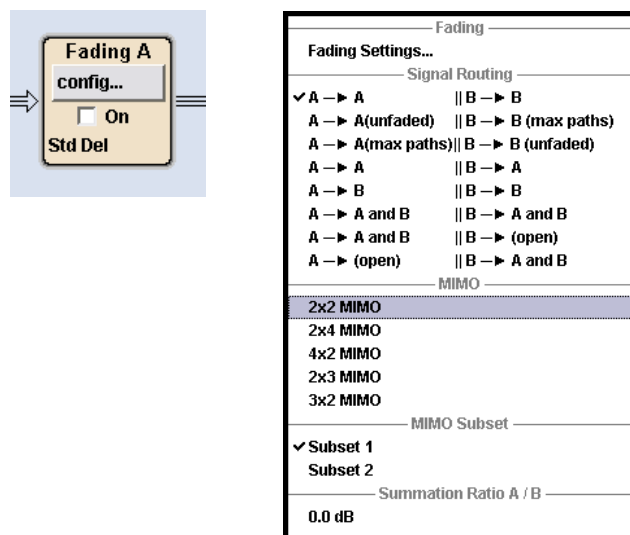 Fading A
config...
On
Std Del
Fading
Fading Settings...
Signal Routing
A → A || B → B
A → A(unfaded) || B → B (max paths)
A → A(max paths)|| B → B (unfaded)
A → A || B → A
A → B || B → B
A → A and B || B → A and B
A → A and B || B → (open)
A → (open) || B → A and B
MIMO
2x2 MIMO
2x4 MIMO
4x2 MIMO
2x3 MIMO
3x2 MIMO
MIMO Subset
Subset 1
Subset 2
Summation Ratio A / B
0.0 dB